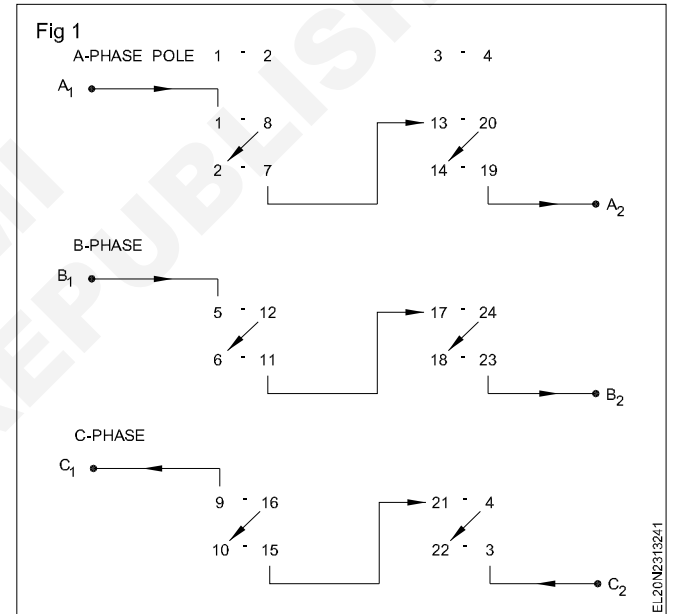 Fig 1
A-PHASE POLE 1 - 2 3 - 4
A1
1 - 8 13 - 20
2 - 7 14 - 19
A2
B-PHASE
B1
5 - 12 17 - 24
6 - 11 18 - 23
B2
C-PHASE
C1
9 - 16 21 - 4
10 - 15 22 - 3
C2
EL20N2313241